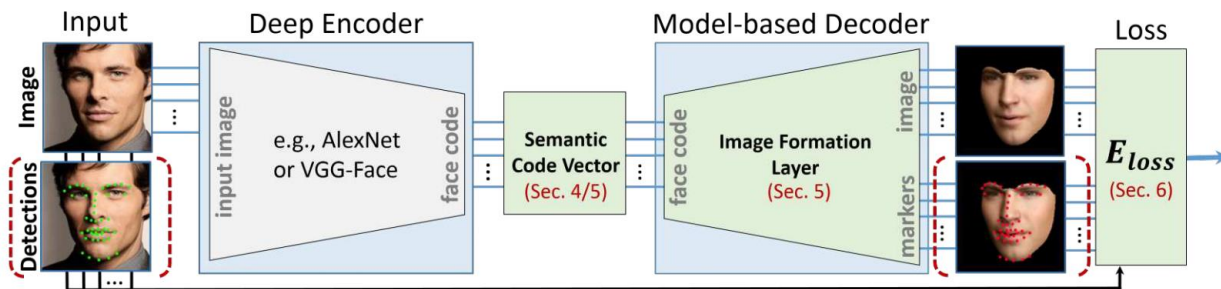 Input
Deep Encoder
Model-based Decoder
Loss
Image
Detections
...
...
input image
e.g., AlexNet
or VGG-Face
face code
...
Semantic
Code Vector
(Sec. 4/5)
...
face code
Image Formation
Layer
(Sec. 5)
image
markers
...
...
...
...
E_loss
(Sec. 6)